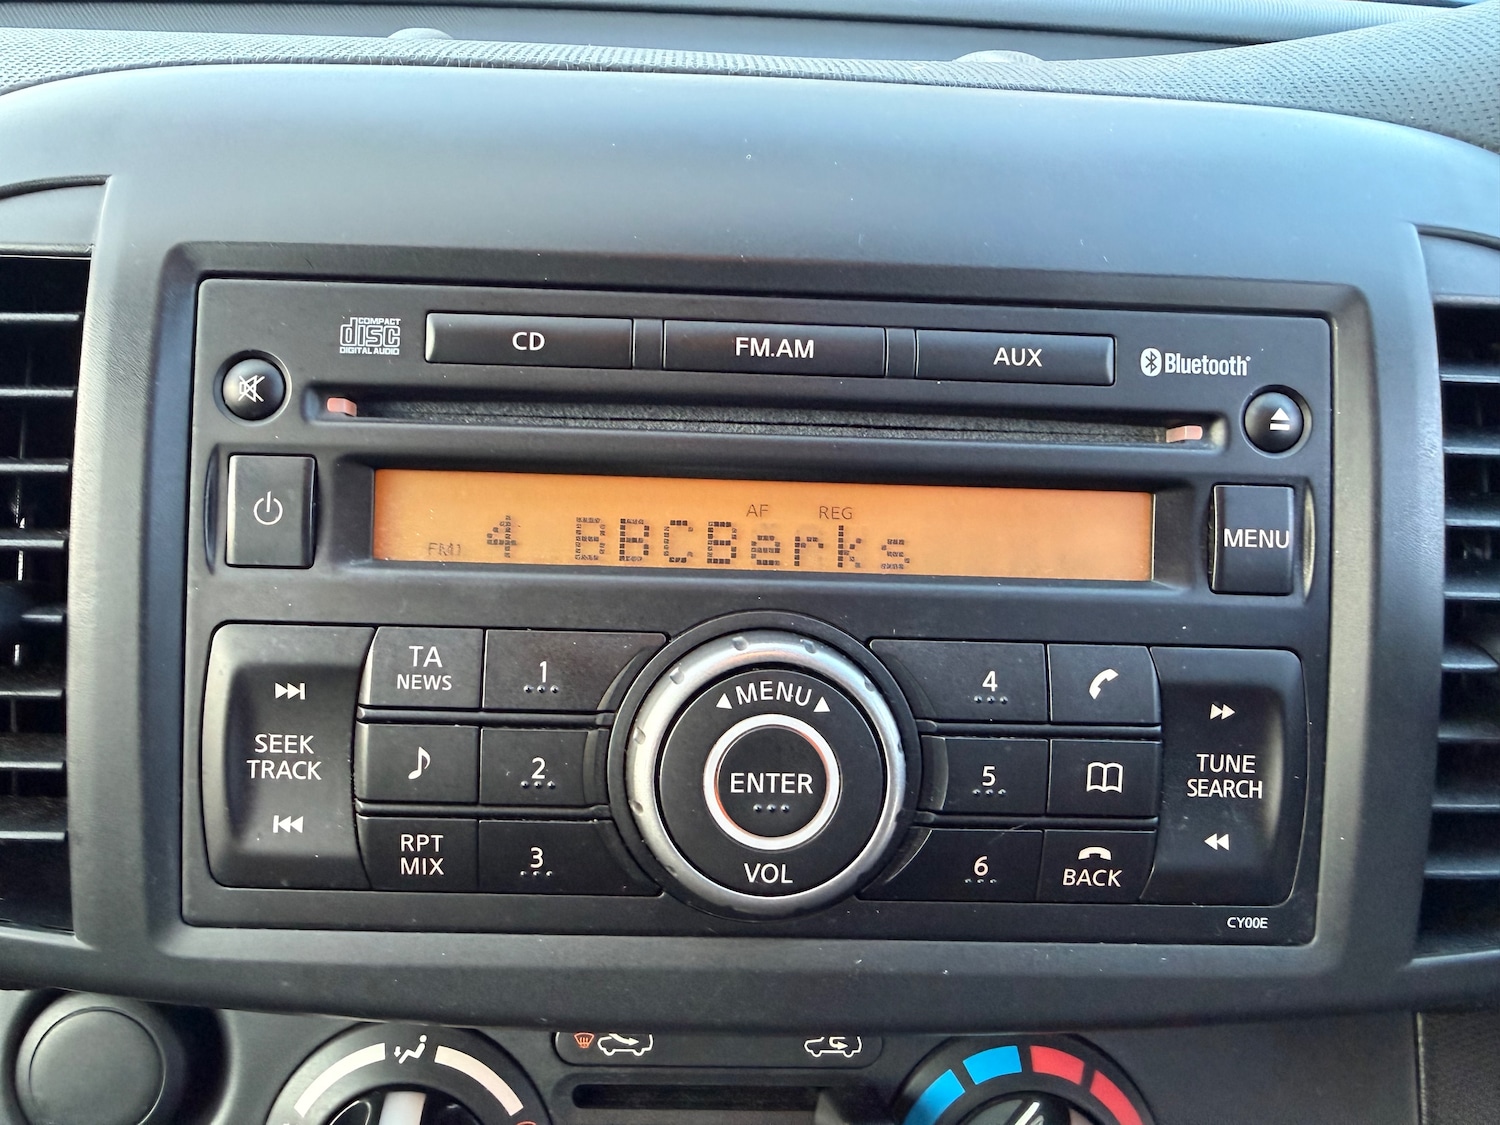 COMPACT
disc
DIGITAL AUDIO
CD
FM.AM
AUX
Bluetooth®
AF
REG
FM1
4
MENU
TA
NEWS
1
4
MENU
SEEK
TRACK
2
ENTER
5
TUNE
SEARCH
RPT
MIX
3
VOL
6
BACK
CY00E